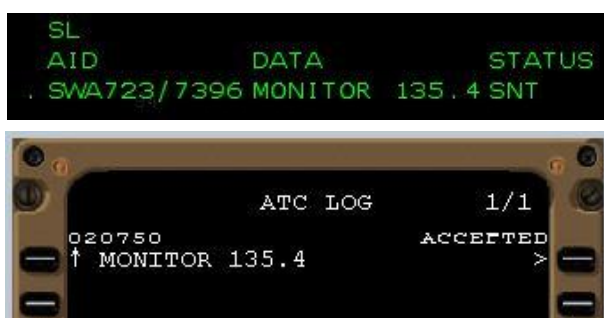 SL
AID DATA STATUS
. SWA723/7396 MONITOR 135.4 SNT
ATC LOG 1/1
020750 ACCEPTED
↑ MONITOR 135.4 >